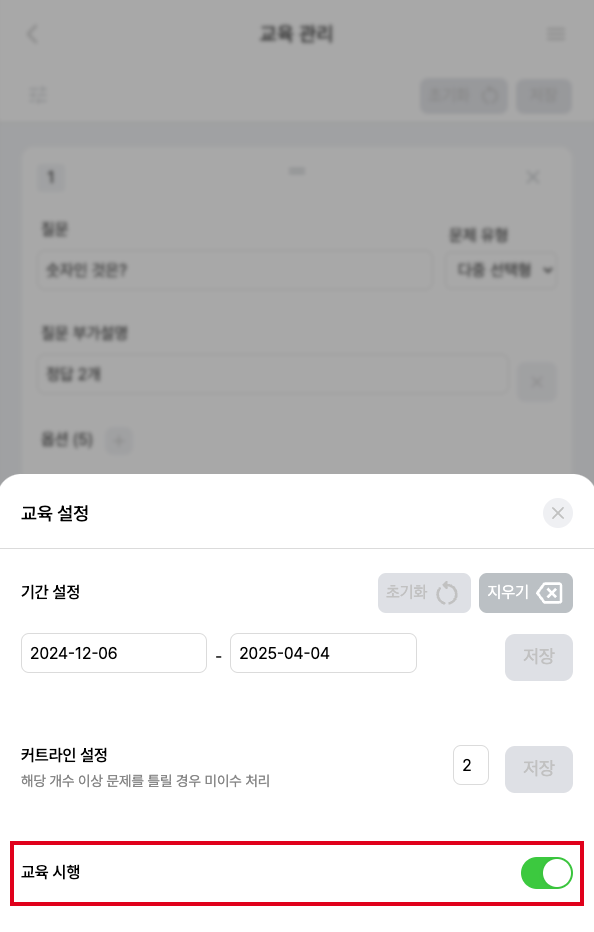 교육 관리
초기화
저장
1
질문
문제 유형
숫자인 것은?
다중 선택형
질문 부가설명
정답 2개
옵션 (5)
교육 설정
기간 설정
초기화
지우기
2024-12-06 - 2025-04-04
저장
커트라인 설정
2
저장
해당 개수 이상 문제를 틀릴 경우 미이수 처리
교육 시행